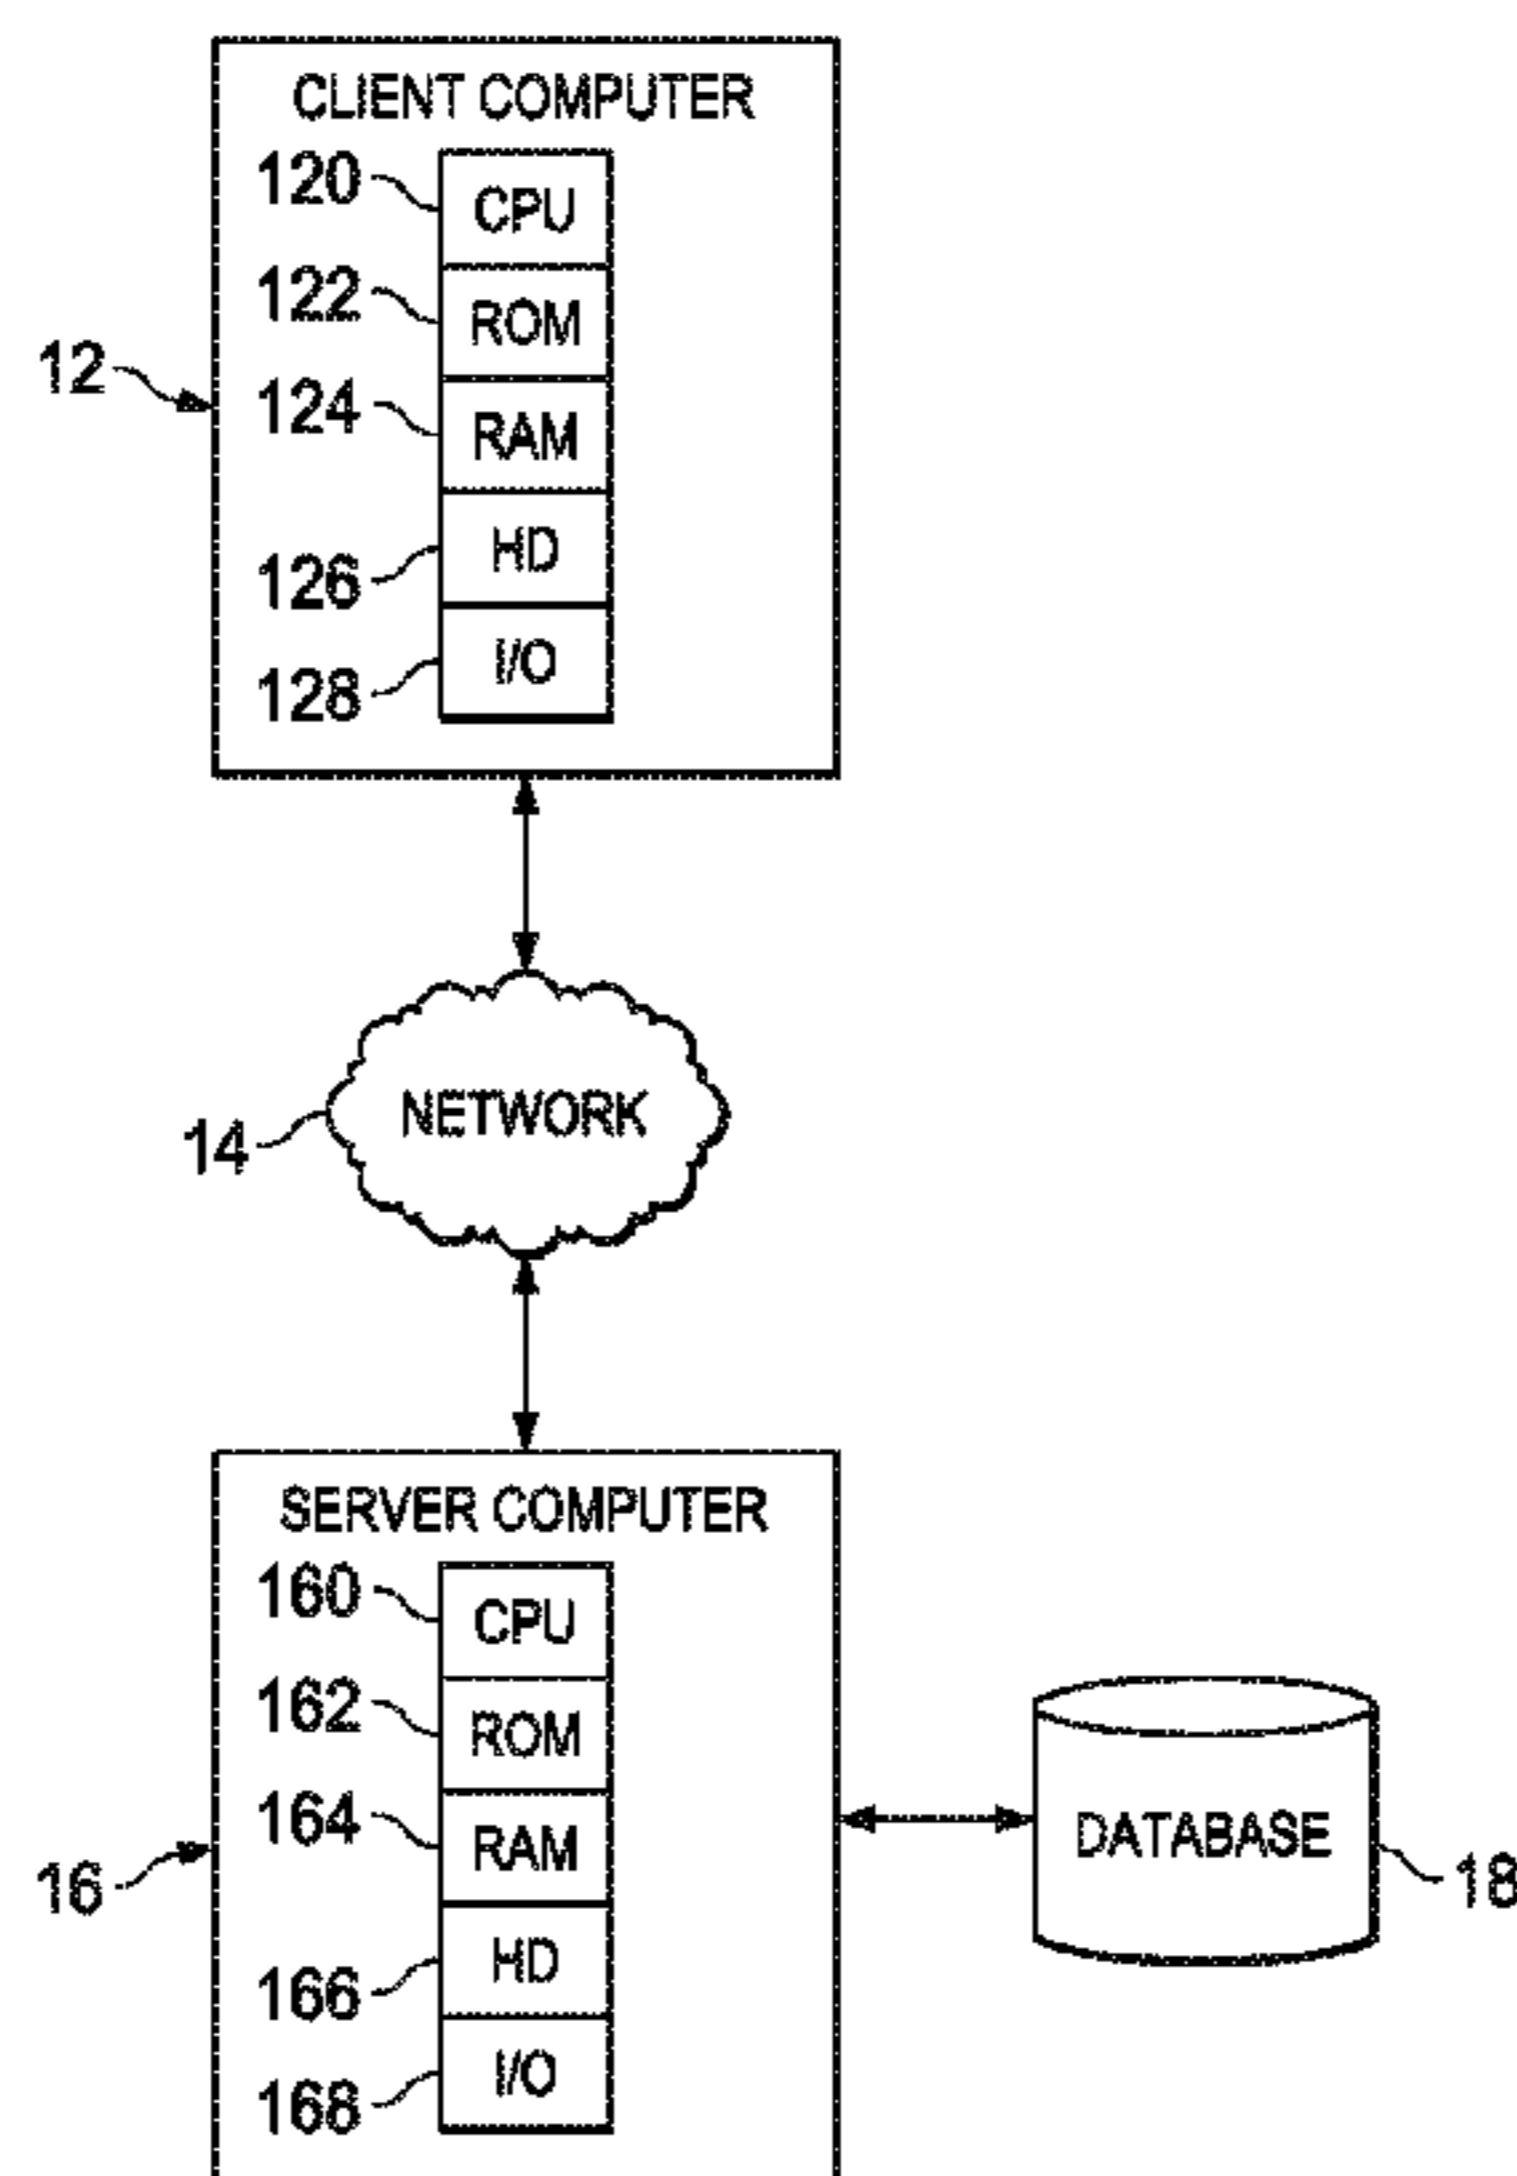 CLIENT COMPUTER
120
CPU
122
ROM
12
124
RAM
126
HD
128
I/O
14
NETWORK
SERVER COMPUTER
160
CPU
162
ROM
164
RAM
16
166
HD
168
I/O
DATABASE
18